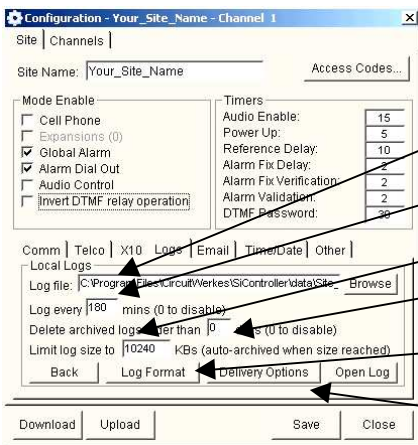 Configuration - Your_Site_Name - Channel 1
Site Channels
Site Name: Your_Site_Name Access Codes...
Mode Enable
Cell Phone
Expansions (0)
Global Alarm
Alarm Dial Out
Audio Control
Invert DTMF relay operation
Timers
Audio Enable: 15
Power Up: 5
Reference Delay: 10
Alarm Fix Delay: 2
Alarm Fix Verification: 2
Alarm Validation: 2
DTMF Password: 30
Comm Telco X10 Logs Email Time/Date Other
Local Logs
Log file: C:\Program Files\CircuitWerkes\SiController\data\Site_ Browse
Log every 180 mins (0 to disable)
Delete archived logs older than 0 (0 to disable)
Limit log size to 10240 KBs (auto-archived when size reached)
Back Log Format Delivery Options Open Log
Download Upload Save Close